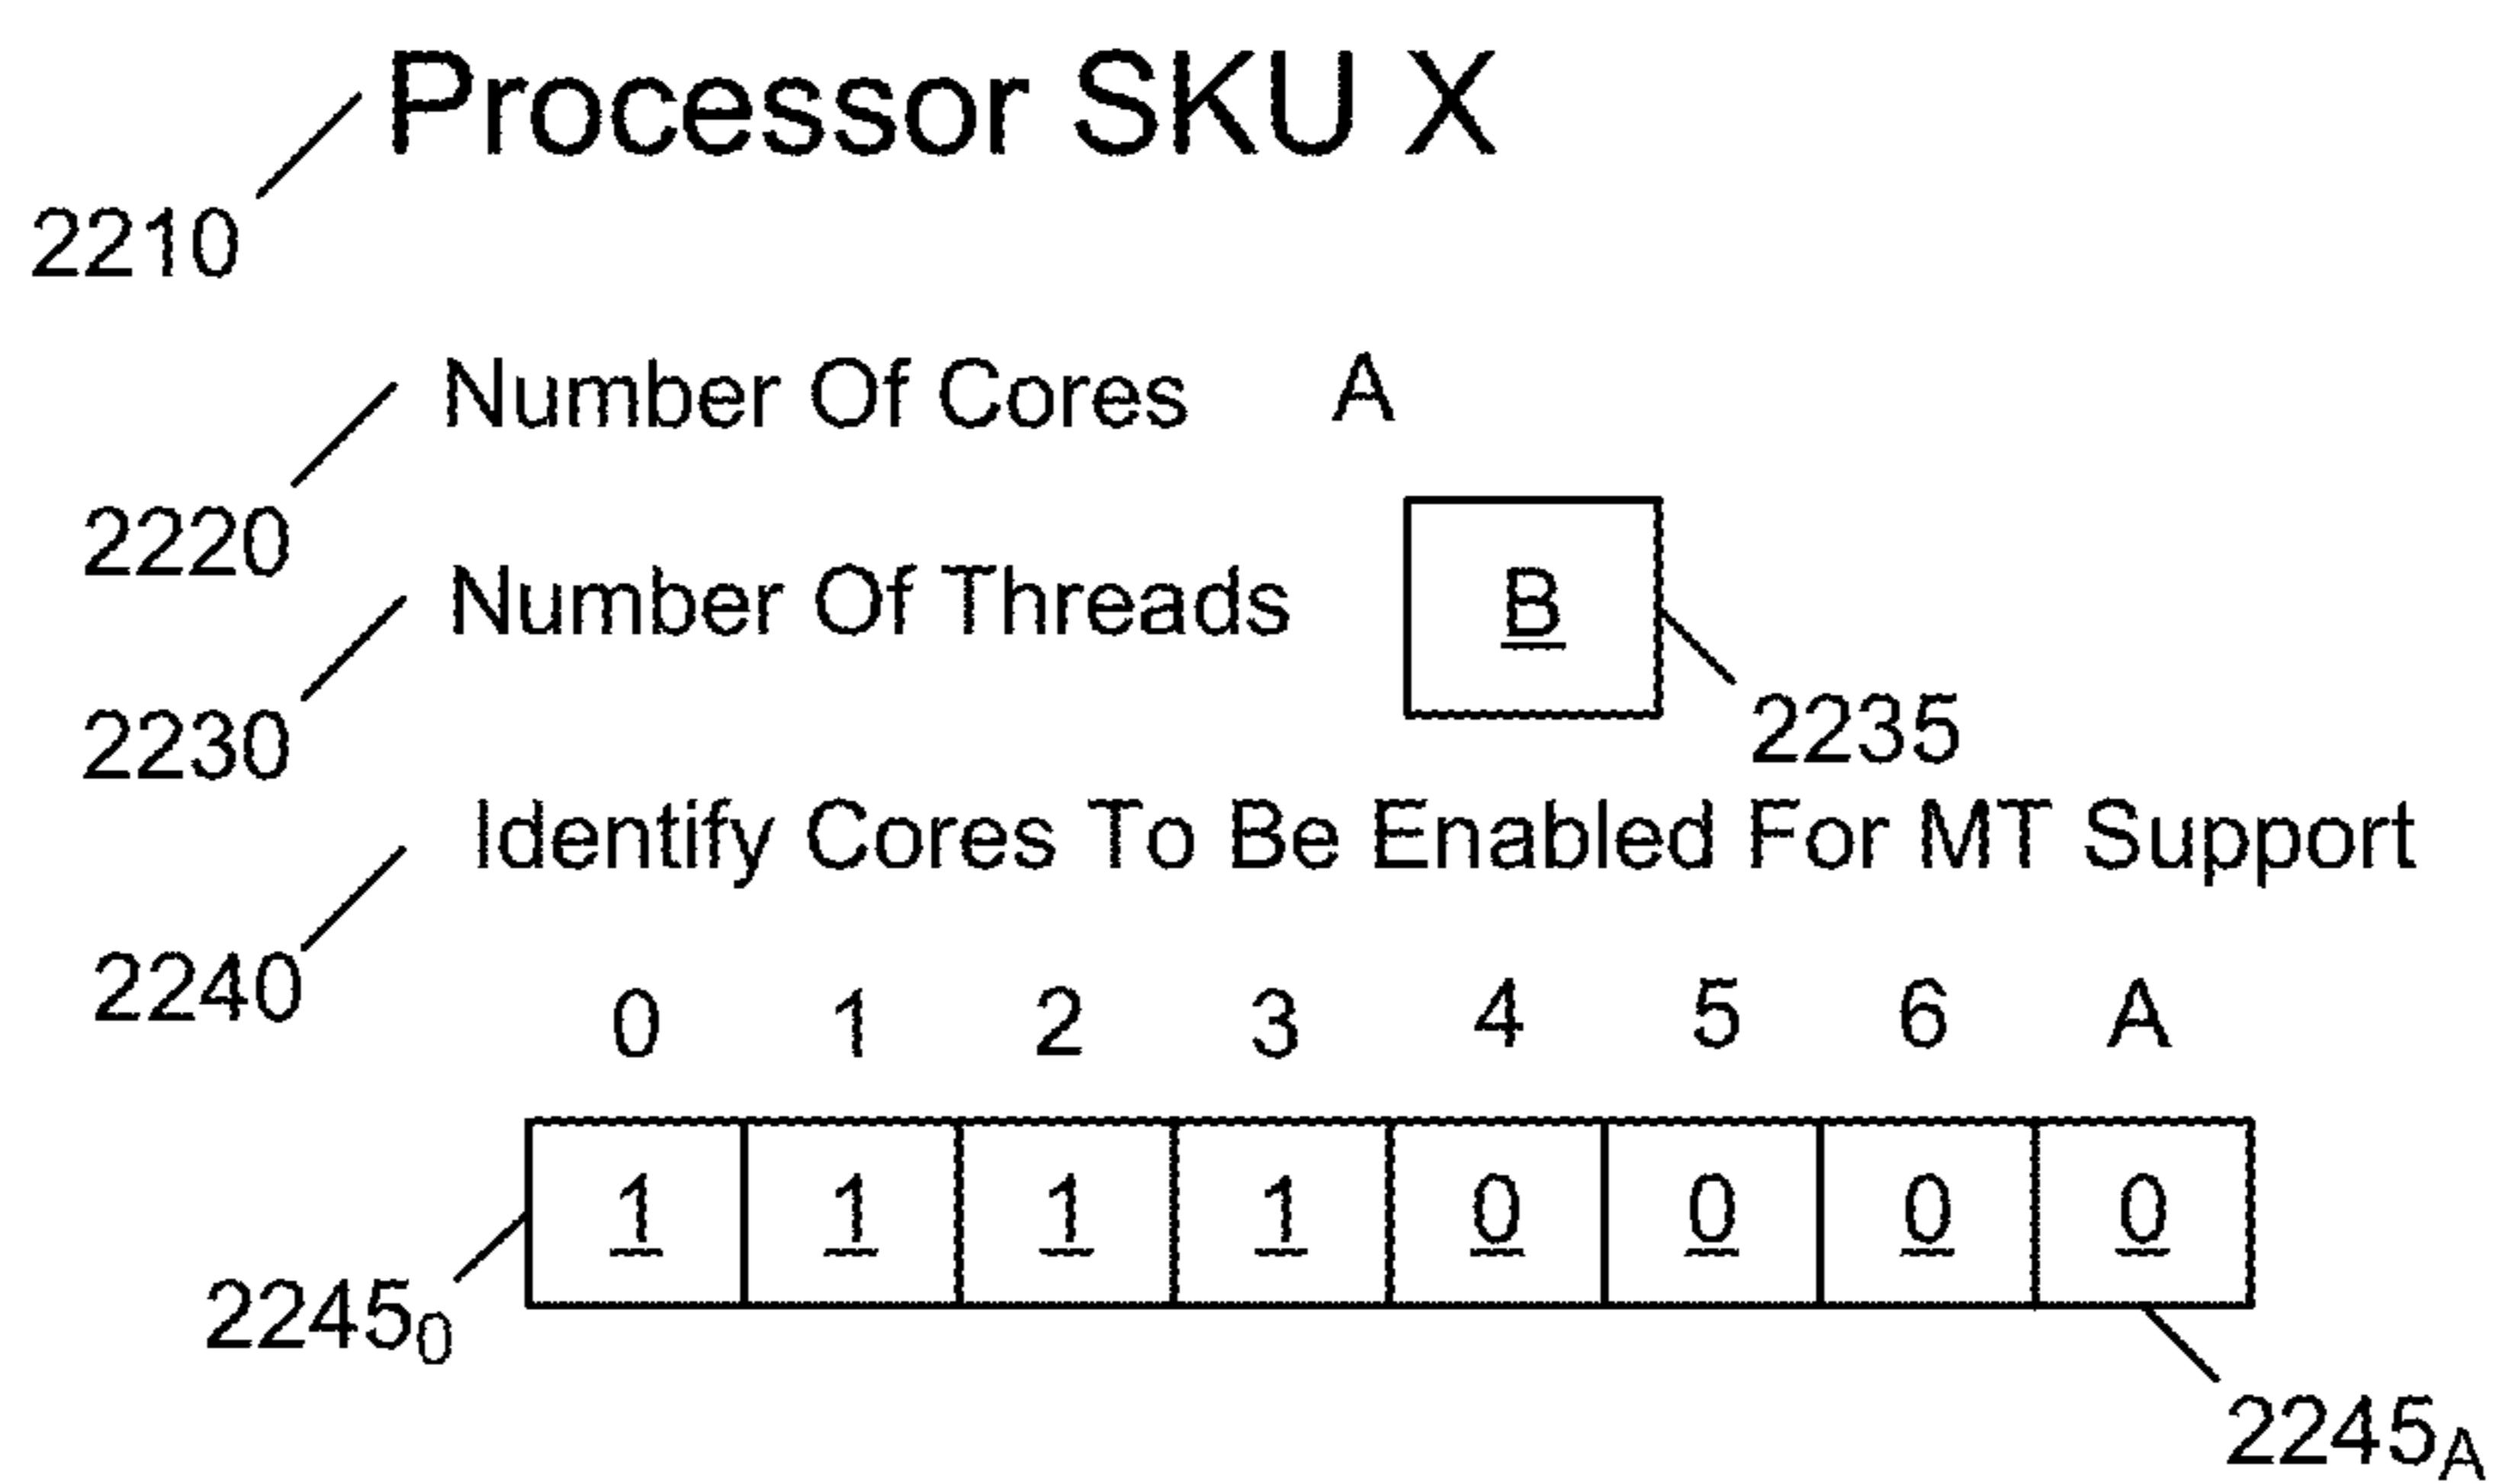 Processor SKU X
2210
Number Of Cores A
2220
Number Of Threads B
2230
2235
Identify Cores To Be Enabled For MT Support
2240
0 1 2 3 4 5 6 A
1 1 1 1 0 0 0 0
2245₀
2245A